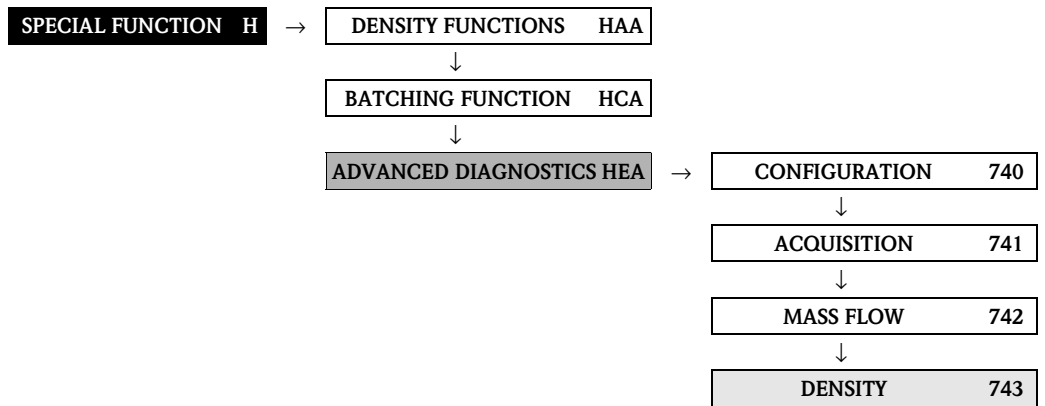 SPECIAL FUNCTION H → DENSITY FUNCTIONS HAA
↓
BATCHING FUNCTION HCA
↓
ADVANCED DIAGNOSTICS HEA → CONFIGURATION 740
↓
ACQUISITION 741
↓
MASS FLOW 742
↓
DENSITY 743